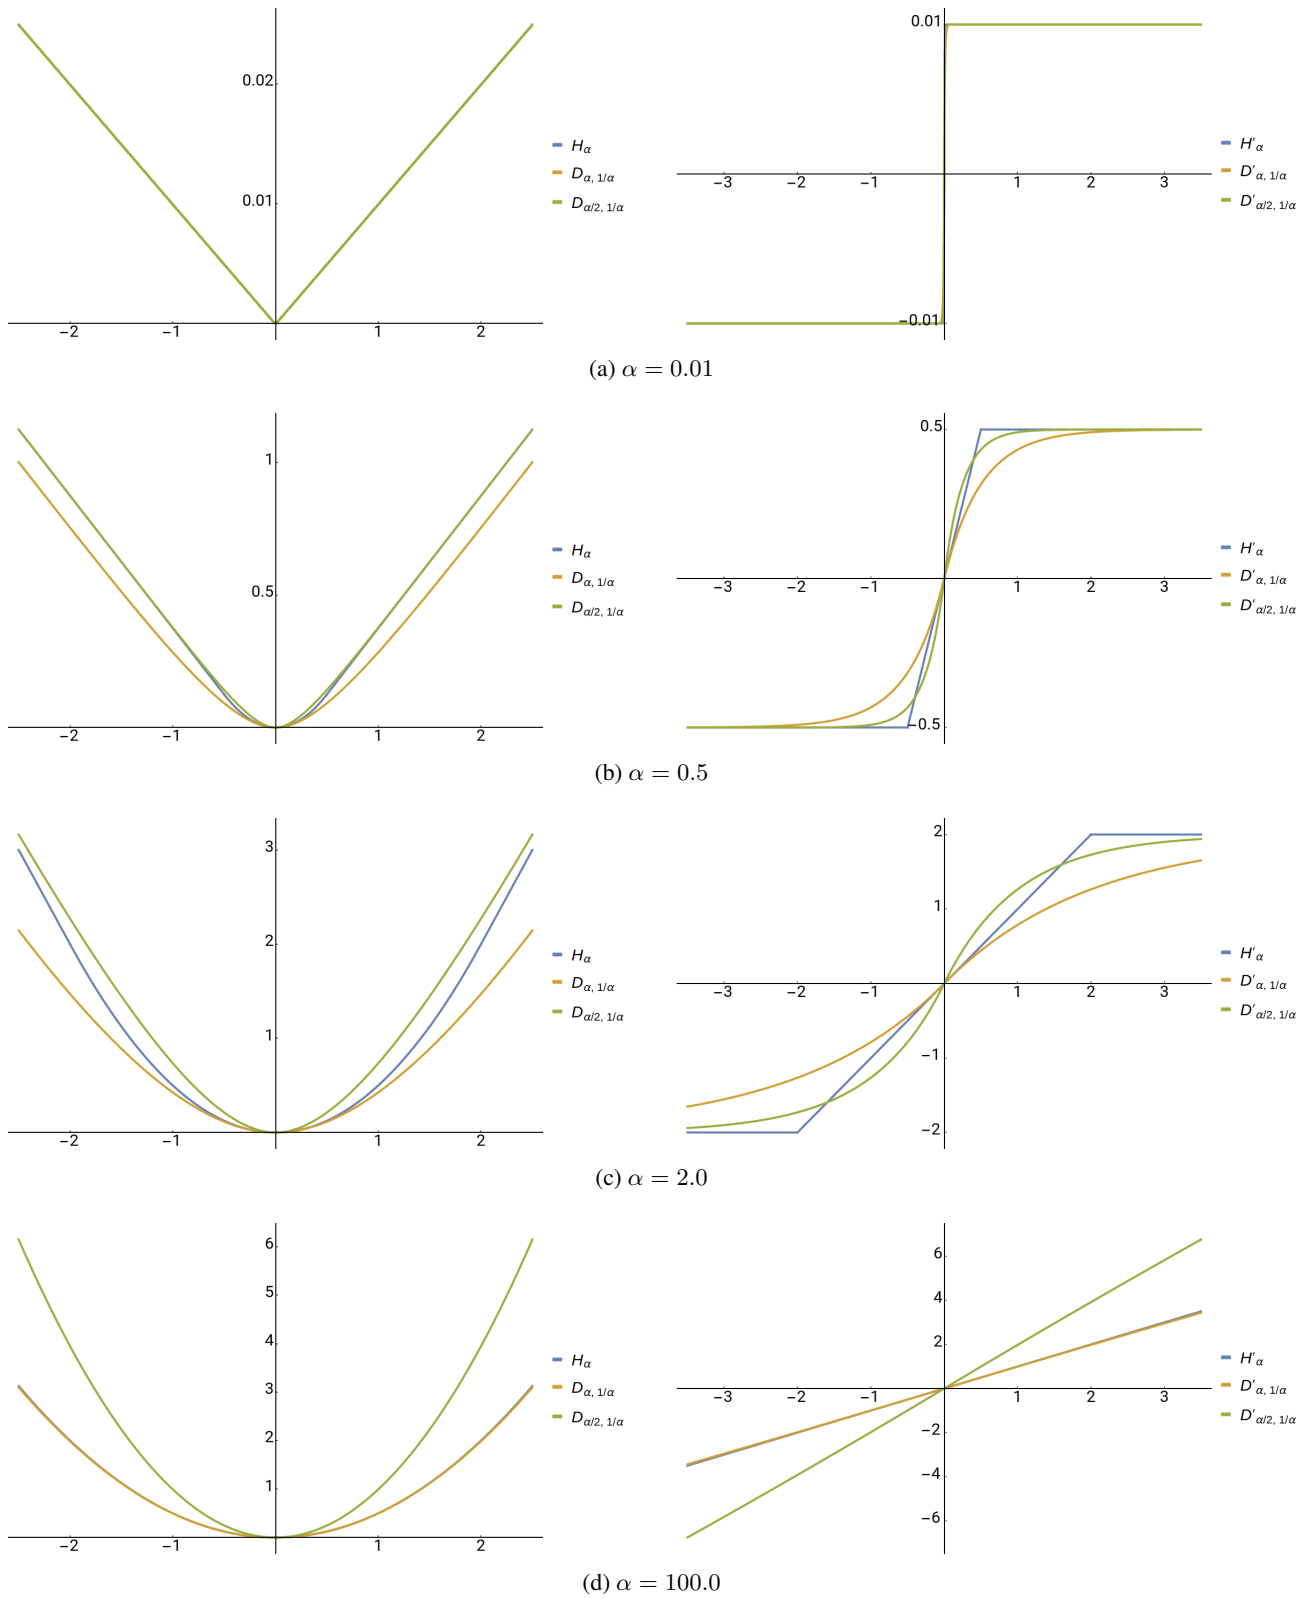 0.02
0.01
−2
−1
1
2
H_α
D_{α, 1/α}
D_{α/2, 1/α}
0.01
−0.01
−3
−2
−1
1
2
3
H′_α
D′_{α, 1/α}
D′_{α/2, 1/α}
(a) α = 0.01
1
0.5
−2
−1
1
2
H_α
D_{α, 1/α}
D_{α/2, 1/α}
0.5
−0.5
−3
−2
−1
1
2
3
H′_α
D′_{α, 1/α}
D′_{α/2, 1/α}
(b) α = 0.5
3
2
1
−2
−1
1
2
H_α
D_{α, 1/α}
D_{α/2, 1/α}
2
1
−1
−2
−3
−2
−1
1
2
3
H′_α
D′_{α, 1/α}
D′_{α/2, 1/α}
(c) α = 2.0
6
5
4
3
2
1
−2
−1
1
2
H_α
D_{α, 1/α}
D_{α/2, 1/α}
6
4
2
−2
−4
−6
−3
−2
−1
1
2
3
H′_α
D′_{α, 1/α}
D′_{α/2, 1/α}
(d) α = 100.0